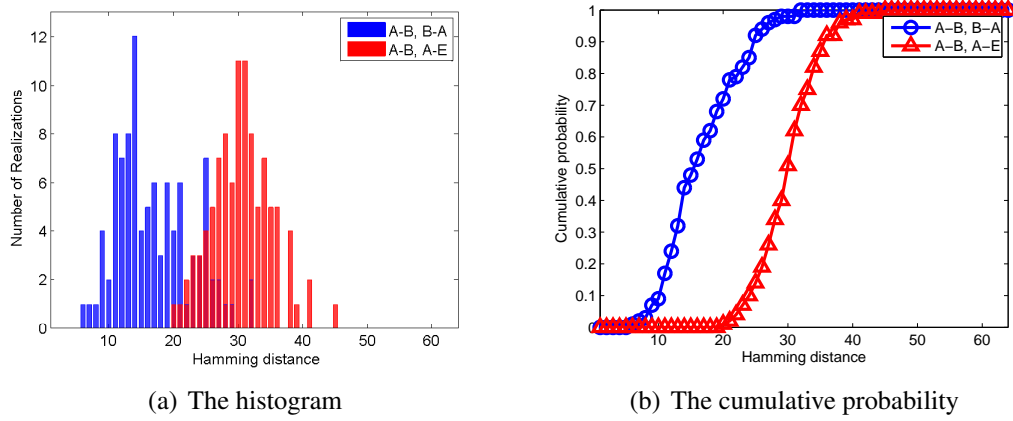 A-B, B-A
A-B, A-E
12
10
8
6
4
2
0
Number of Realizations
10 20 30 40 50 60
Hamming distance
(a) The histogram
A−B, B−A
A−B, A−E
1
0.9
0.8
0.7
0.6
0.5
0.4
0.3
0.2
0.1
0
Cumulative probability
10 20 30 40 50 60
Hamming distance
(b) The cumulative probability